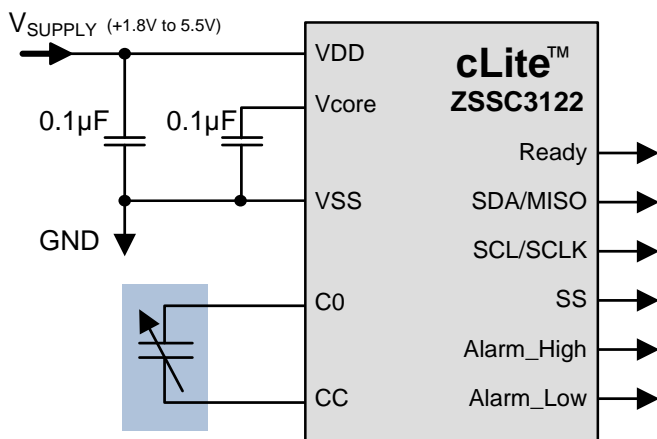 V_SUPPLY (+1.8V to 5.5V)
VDD
cLite™
ZSSC3122
Vcore
0.1µF
0.1µF
Ready
VSS
SDA/MISO
GND
SCL/SCLK
C0
SS
Alarm_High
CC
Alarm_Low